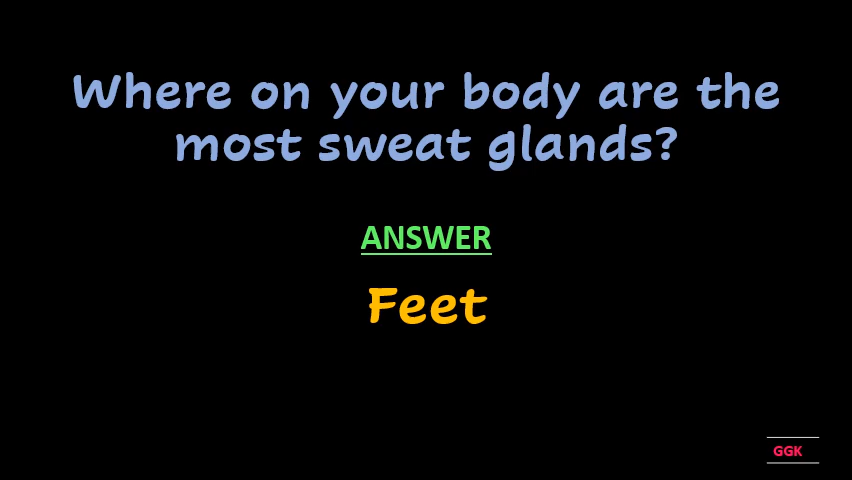 Where on your body are the
most sweat glands?
ANSWER
Feet
GGK